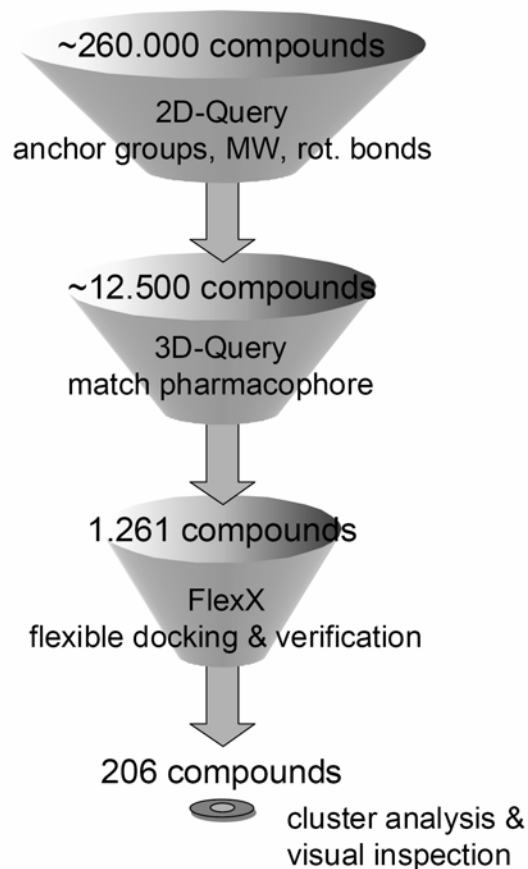 ~260.000 compounds
2D-Query
anchor groups, MW, rot. bonds
~12.500 compounds
3D-Query
match pharmacophore
1.261 compounds
FlexX
flexible docking & verification
206 compounds
cluster analysis &
visual inspection